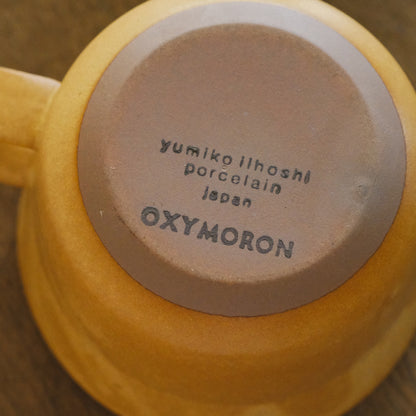 yumiko iihoshi
porcelain
japan
OXYMORON